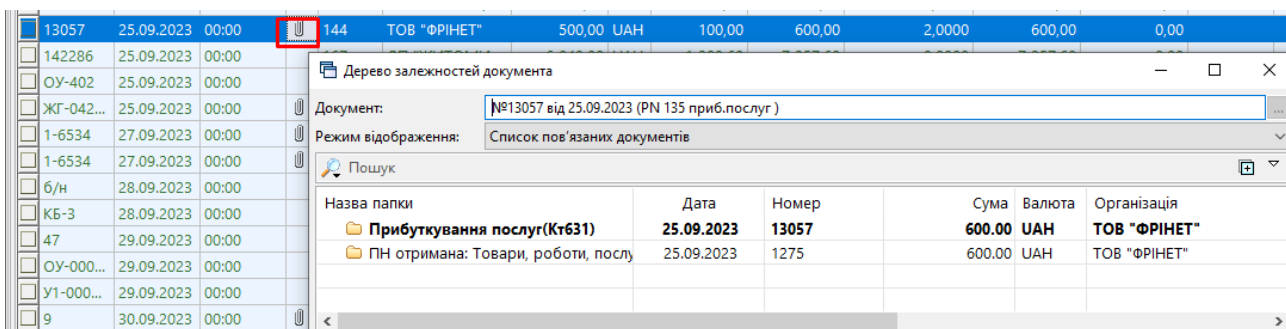 13057 25.09.2023 00:00 144 ТОВ "ФРІНЕТ" 500,00 UAH 100,00 600,00 2,0000 600,00 0,00
142286 25.09.2023 00:00
ОУ-402 25.09.2023 00:00
ЖГ-042... 25.09.2023 00:00
1-6534 27.09.2023 00:00
1-6534 27.09.2023 00:00
б/н 28.09.2023 00:00
КБ-3 28.09.2023 00:00
47 29.09.2023 00:00
ОУ-000... 29.09.2023 00:00
У1-000... 29.09.2023 00:00
9 30.09.2023 00:00
Дерево залежностей документа
Документ: №13057 від 25.09.2023 (PN 135 приб.послуг )
...
Режим відображення: Список пов'язаних документів
Пошук
Назва папки Дата Номер Сума Валюта Організація
Прибуткування послуг(Кт631) 25.09.2023 13057 600.00 UAH ТОВ "ФРІНЕТ"
ПН отримана: Товари, роботи, послу 25.09.2023 1275 600.00 UAH ТОВ "ФРІНЕТ"